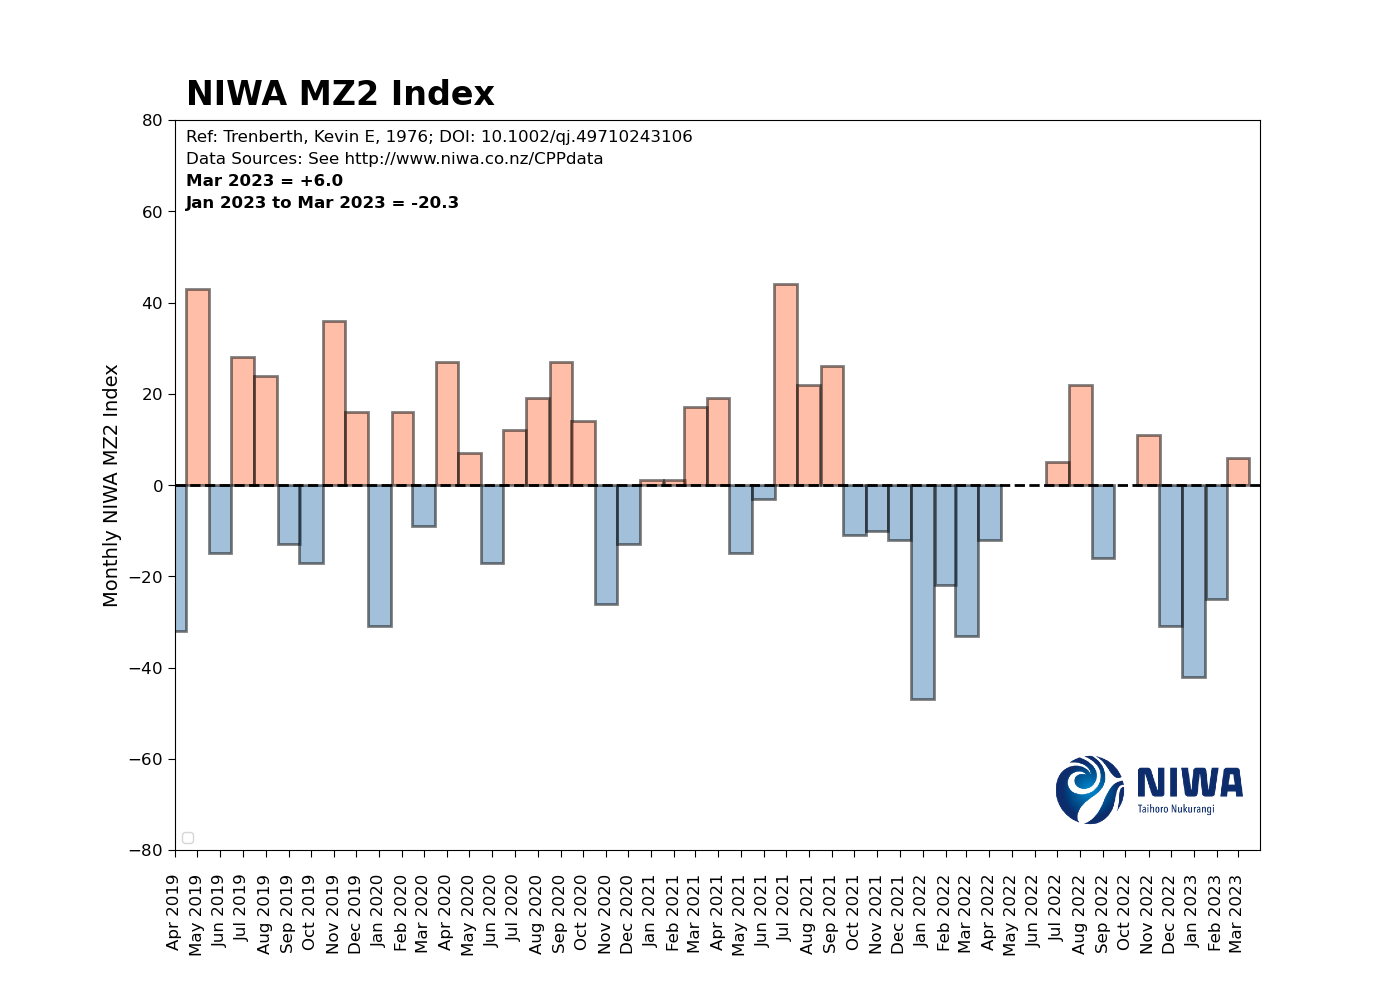 NIWA MZ2 Index
Ref: Trenberth, Kevin E, 1976; DOI: 10.1002/qj.49710243106
Data Sources: See http://www.niwa.co.nz/CPPdata
Mar 2023 = +6.0
Jan 2023 to Mar 2023 = -20.3
Monthly NIWA MZ2 Index
80
60
40
20
0
−20
−40
−60
−80
NIWA
Taihoro Nukurangi
Apr 2019
May 2019
Jun 2019
Jul 2019
Aug 2019
Sep 2019
Oct 2019
Nov 2019
Dec 2019
Jan 2020
Feb 2020
Mar 2020
Apr 2020
May 2020
Jun 2020
Jul 2020
Aug 2020
Sep 2020
Oct 2020
Nov 2020
Dec 2020
Jan 2021
Feb 2021
Mar 2021
Apr 2021
May 2021
Jun 2021
Jul 2021
Aug 2021
Sep 2021
Oct 2021
Nov 2021
Dec 2021
Jan 2022
Feb 2022
Mar 2022
Apr 2022
May 2022
Jun 2022
Jul 2022
Aug 2022
Sep 2022
Oct 2022
Nov 2022
Dec 2022
Jan 2023
Feb 2023
Mar 2023